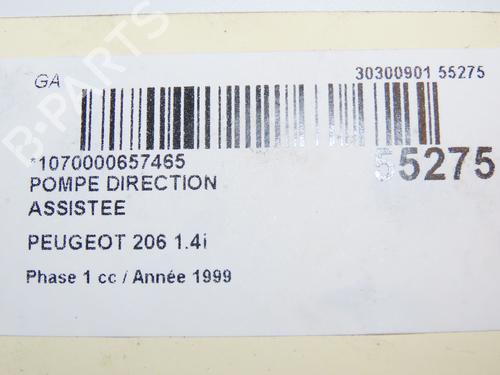 GA
30300901 55275
*1070000657465
55275
POMPE DIRECTION
ASSISTEE
PEUGEOT 206 1.4i
Phase 1 cc / Année 1999
B-PARTS